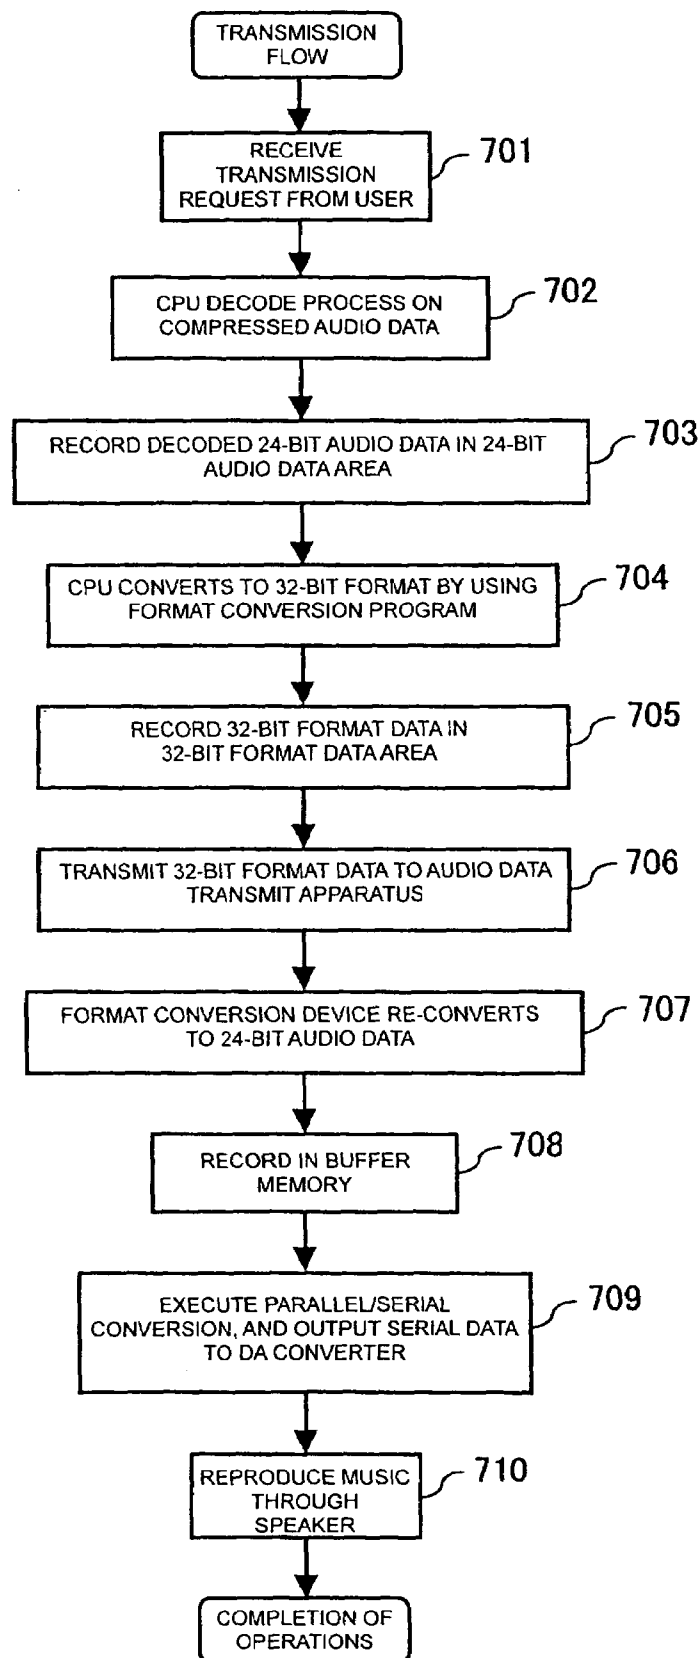 TRANSMISSION
FLOW
RECEIVE
TRANSMISSION
REQUEST FROM USER
701
CPU DECODE PROCESS ON
COMPRESSED AUDIO DATA
702
RECORD DECODED 24-BIT AUDIO DATA IN 24-BIT
AUDIO DATA AREA
703
CPU CONVERTS TO 32-BIT FORMAT BY USING
FORMAT CONVERSION PROGRAM
704
RECORD 32-BIT FORMAT DATA IN
32-BIT FORMAT DATA AREA
705
TRANSMIT 32-BIT FORMAT DATA TO AUDIO DATA
TRANSMIT APPARATUS
706
FORMAT CONVERSION DEVICE RE-CONVERTS
TO 24-BIT AUDIO DATA
707
RECORD IN BUFFER
MEMORY
708
EXECUTE PARALLEL/SERIAL
CONVERSION, AND OUTPUT SERIAL DATA
TO DA CONVERTER
709
REPRODUCE MUSIC
THROUGH
SPEAKER
710
COMPLETION OF
OPERATIONS